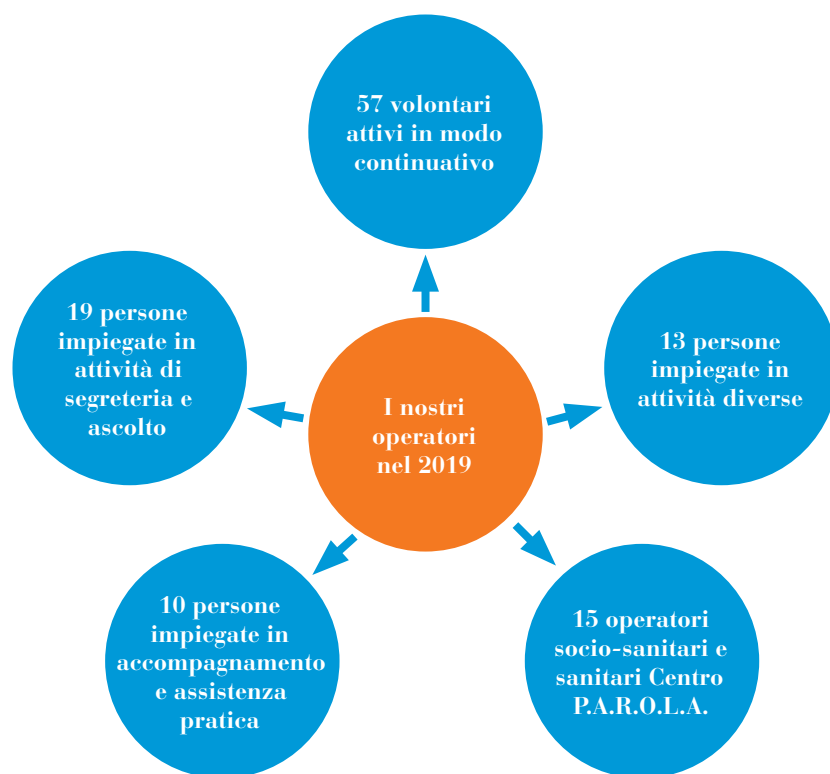 57 volontari
attivi in modo
continuativo
19 persone
impiegate in
attività di
segreteria e
ascolto
13 persone
impiegate in
attività diverse
I nostri
operatori
nel 2019
10 persone
impiegate in
accompagnamento
e assistenza
pratica
15 operatori
socio-sanitari e
sanitari Centro
P.A.R.O.L.A.